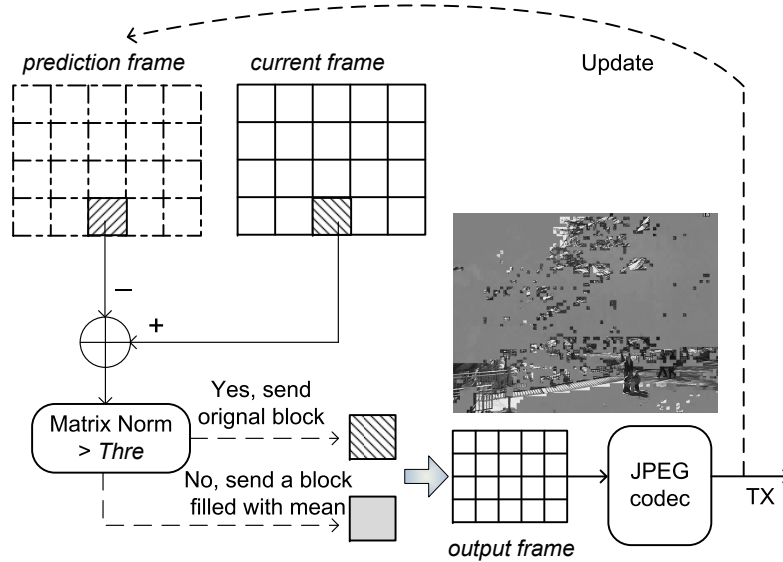 prediction frame
current frame
Update
−
+
Matrix Norm
> Thre
Yes, send
orignal block
No, send a block
filled with mean
output frame
JPEG
codec
TX